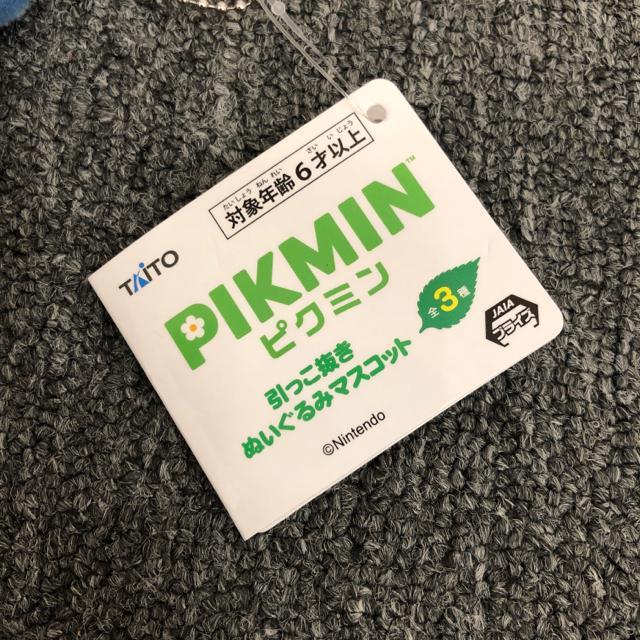 たいしょう ねん れい さい い じょう
対象年齢6才以上
TAITO
PIKMIN™
ピクミン
引っこ抜き
ぬいぐるみマスコット
全3種
JAIA
プライズ
©Nintendo